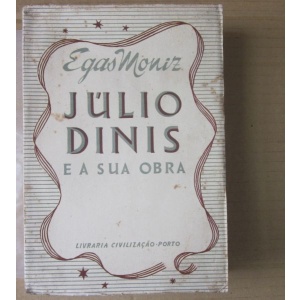 Egas Moniz
JÚLIO
DINIS
E A SUA OBRA
LIVRARIA CIVILIZAÇÃO-PORTO